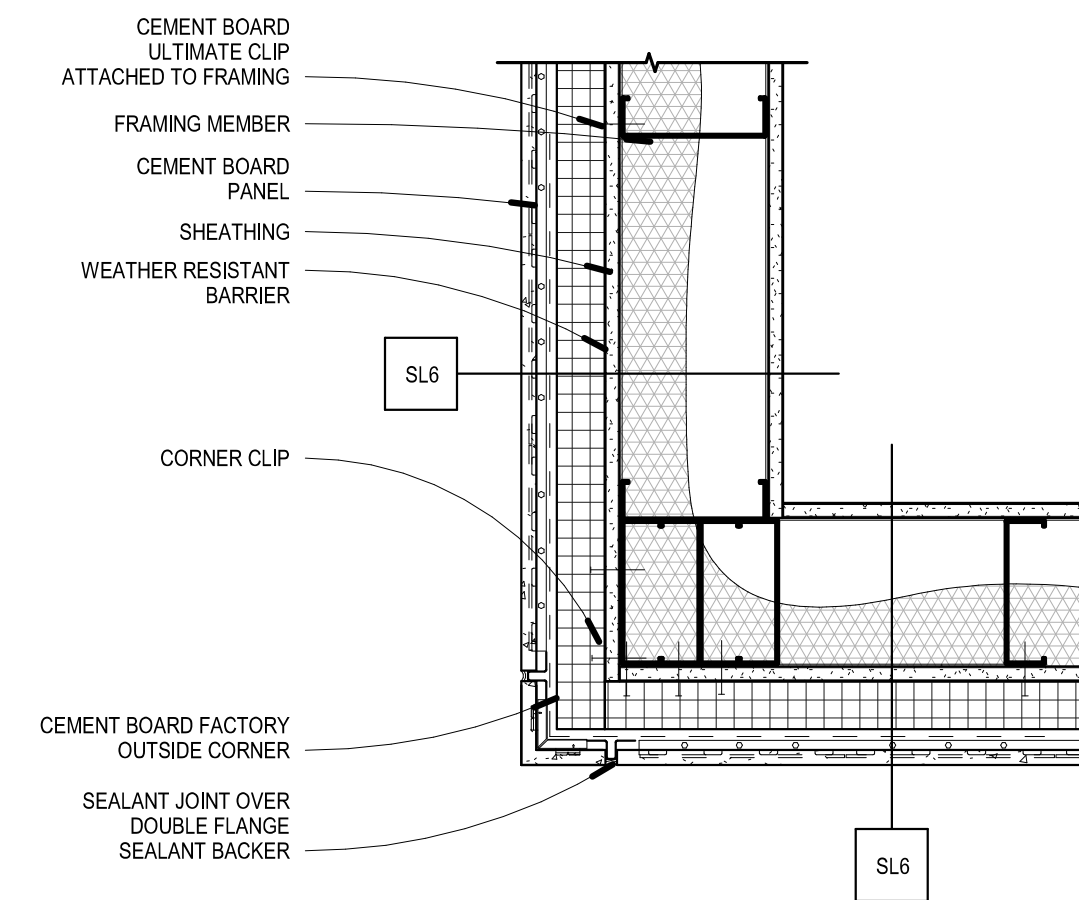 CEMENT BOARD
ULTIMATE CLIP
ATTACHED TO FRAMING
FRAMING MEMBER
CEMENT BOARD
PANEL
SHEATHING
WEATHER RESISTANT
BARRIER
SL6
CORNER CLIP
CEMENT BOARD FACTORY
OUTSIDE CORNER
SEALANT JOINT OVER
DOUBLE FLANGE
SEALANT BACKER
SL6